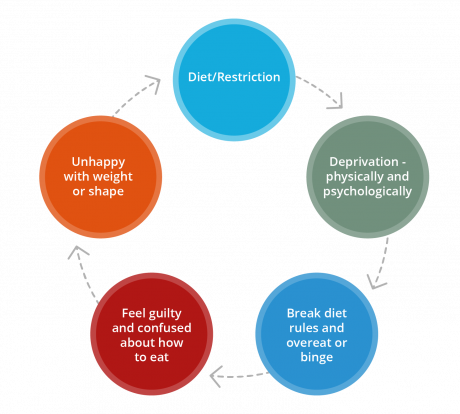 Diet/Restriction
Deprivation -
physically and
psychologically
Break diet
rules and
overeat or
binge
Feel guilty
and confused
about how
to eat
Unhappy
with weight
or shape